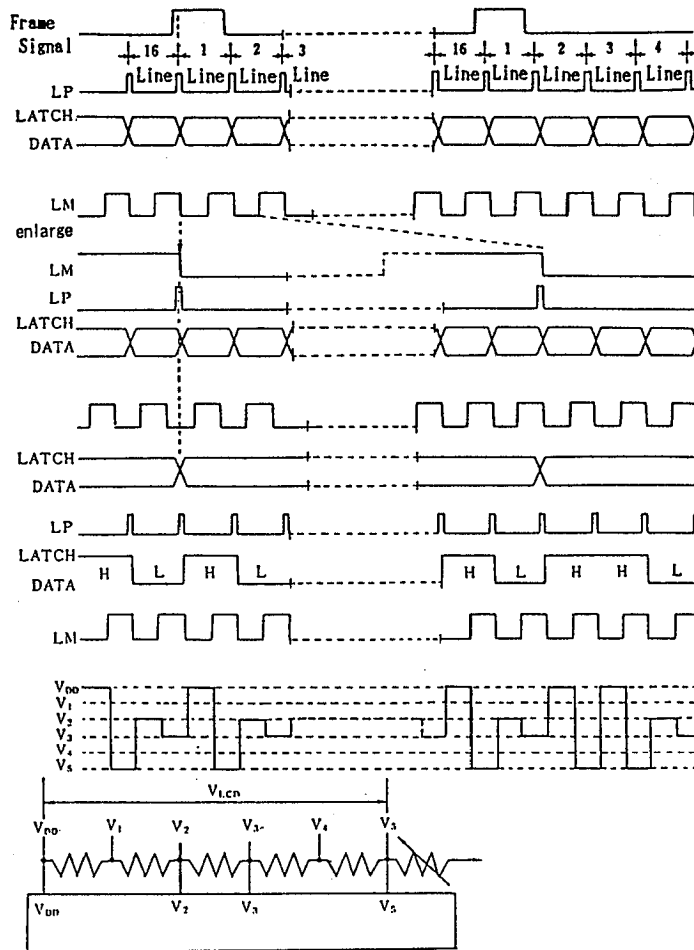 Frame
Signal
16 1 2 3 16 1 2 3 4
Line Line Line Line Line Line Line Line Line
LP
LATCH
DATA
LM
enlarge
LM
LP
LATCH
DATA
LATCH
DATA
LP
LATCH
DATA
H L H L H L H H L
LM
VDD
V1
V2
V3
V4
V5
VLCD
VDD V1 V2 V3 V4 V5
VDD V2 V3 V5